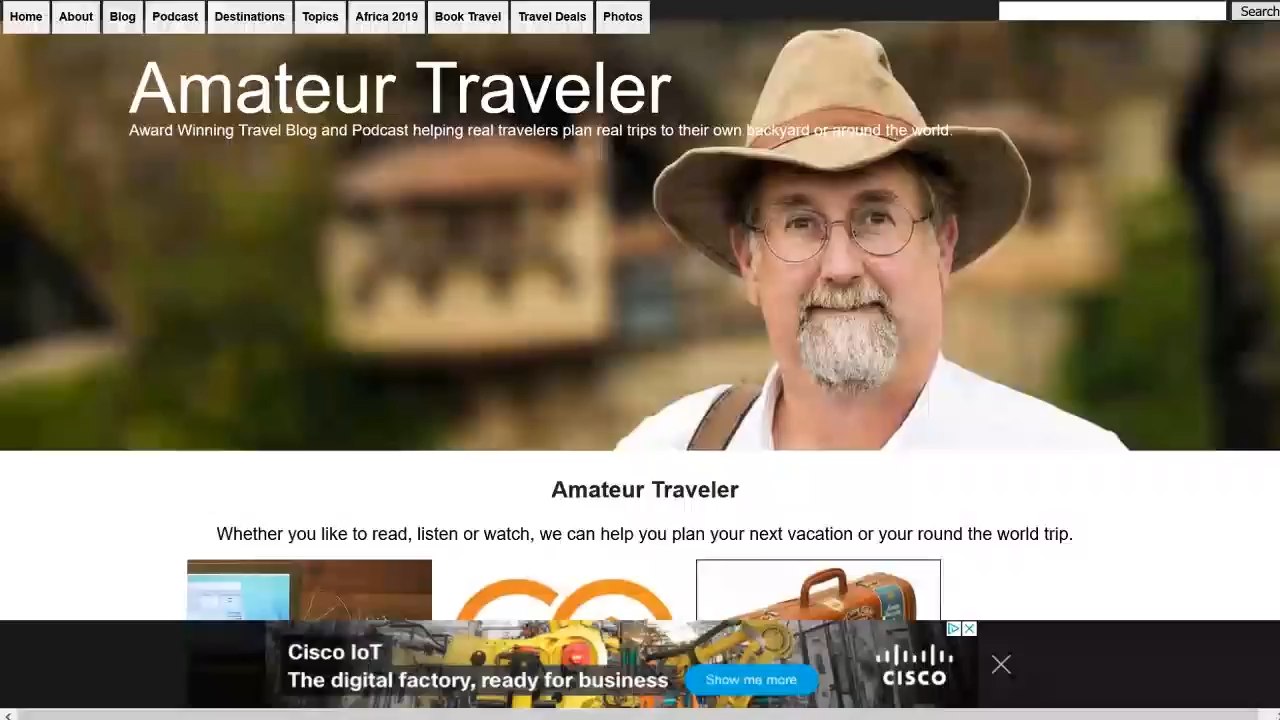 Home About Blog Podcast Destinations Topics Africa 2019 Book Travel Travel Deals Photos Search
Amateur Traveler
Award Winning Travel Blog and Podcast helping real travelers plan real trips to their own backyard or around the world.
Amateur Traveler
Whether you like to read, listen or watch, we can help you plan your next vacation or your round the world trip.
Cisco IoT
The digital factory, ready for business
Show me more
CISCO